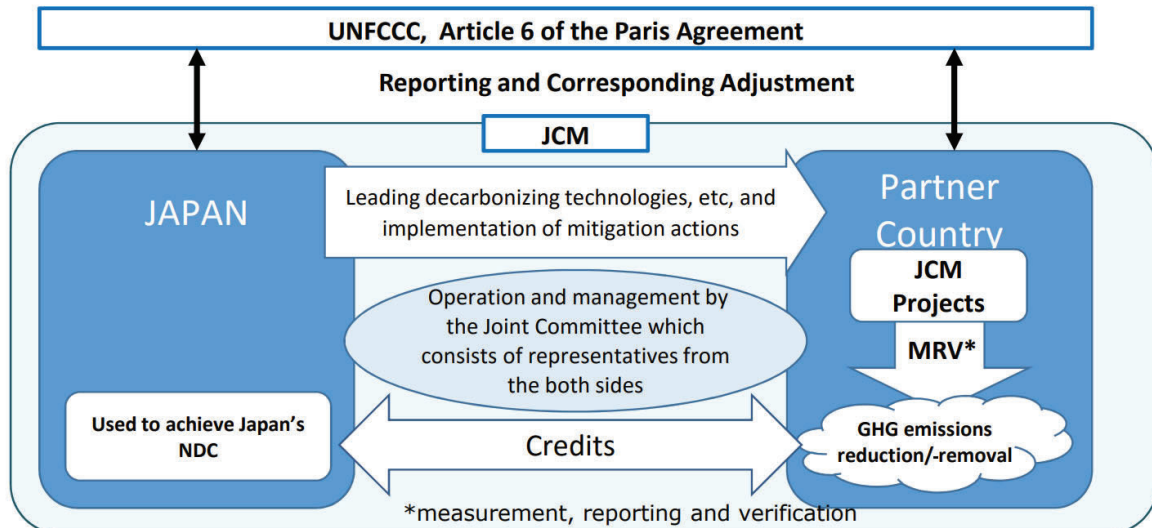 UNFCCC, Article 6 of the Paris Agreement
Reporting and Corresponding Adjustment
JCM
JAPAN
Leading decarbonizing technologies, etc, and
implementation of mitigation actions
Partner
Country
JCM
Projects
Operation and management by
the Joint Committee which
consists of representatives from
the both sides
MRV*
Used to achieve Japan's
NDC
Credits
GHG emissions
reduction/-removal
*measurement, reporting and verification